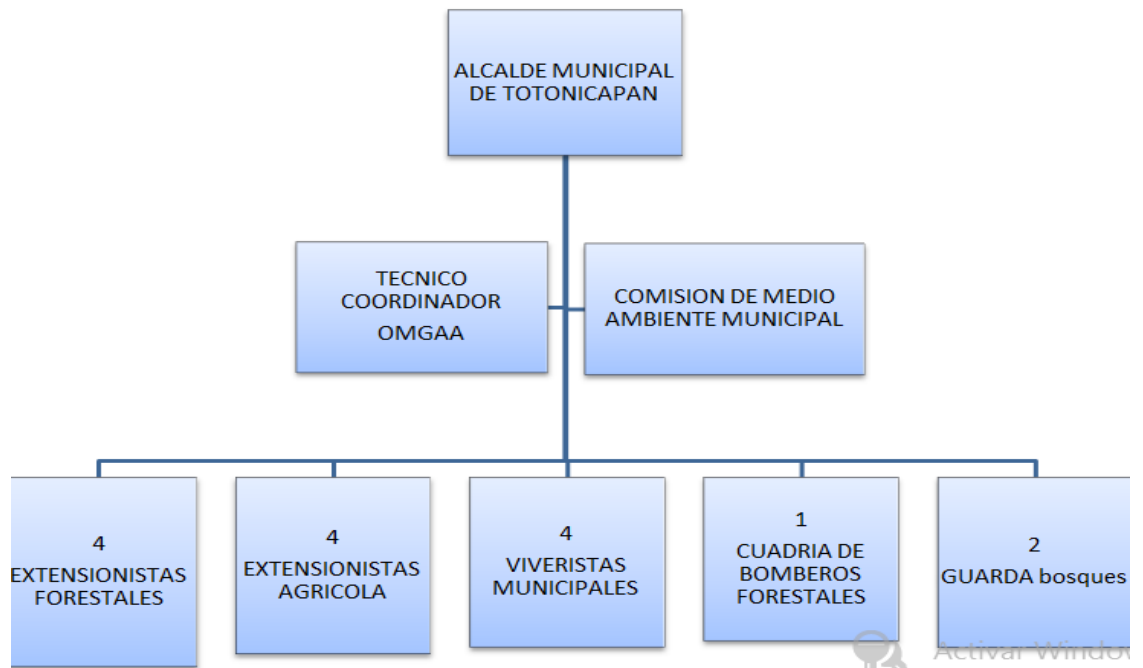 ALCALDE MUNICIPAL
DE TOTONICAPAN
TECNICO
COORDINADOR
OMGAA
COMISION DE MEDIO
AMBIENTE MUNICIPAL
4
EXTENSIONISTAS
FORESTALES
4
EXTENSIONISTAS
AGRICOLA
4
VIVERISTAS
MUNICIPALES
1
CUADRIA DE
BOMBEROS
FORESTALES
2
GUARDA bosques
Activar